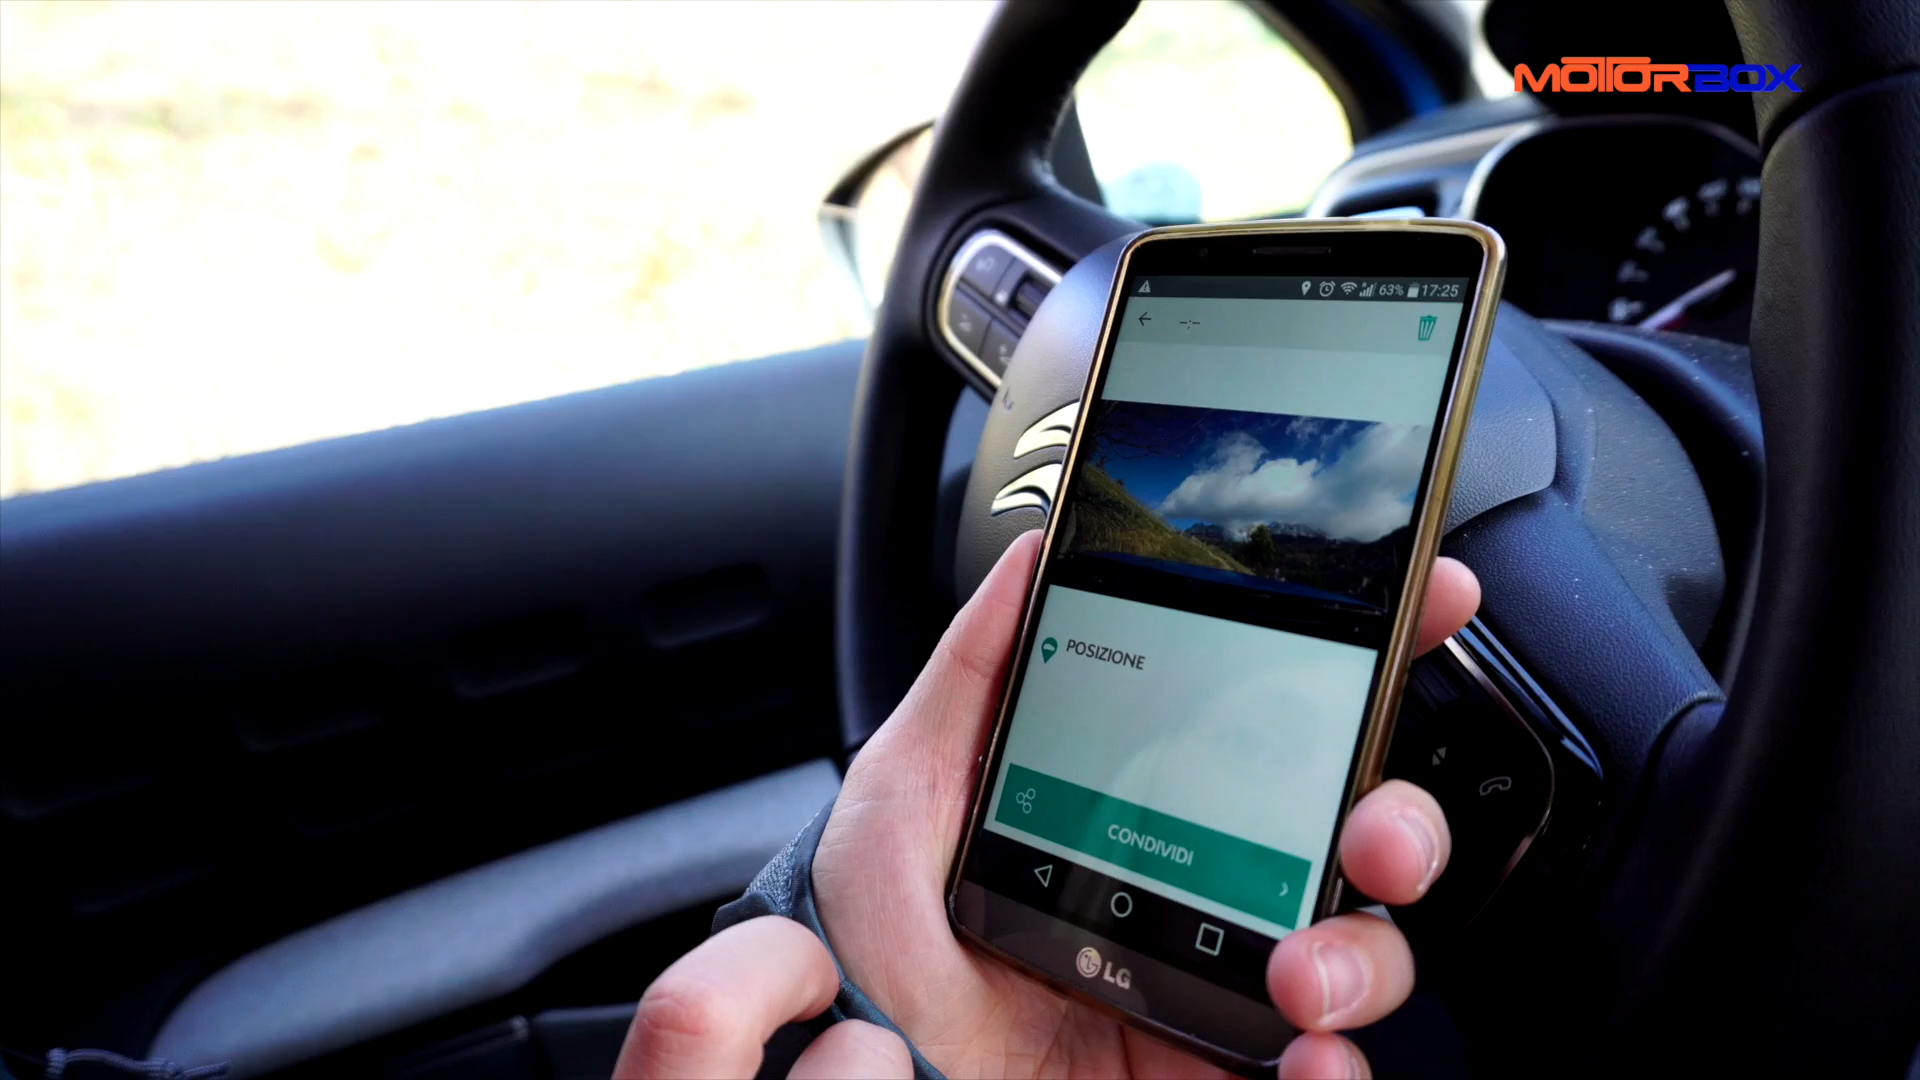 MOTORBOX
63% 17:25
--:--
POSIZIONE
CONDIVIDI
LG